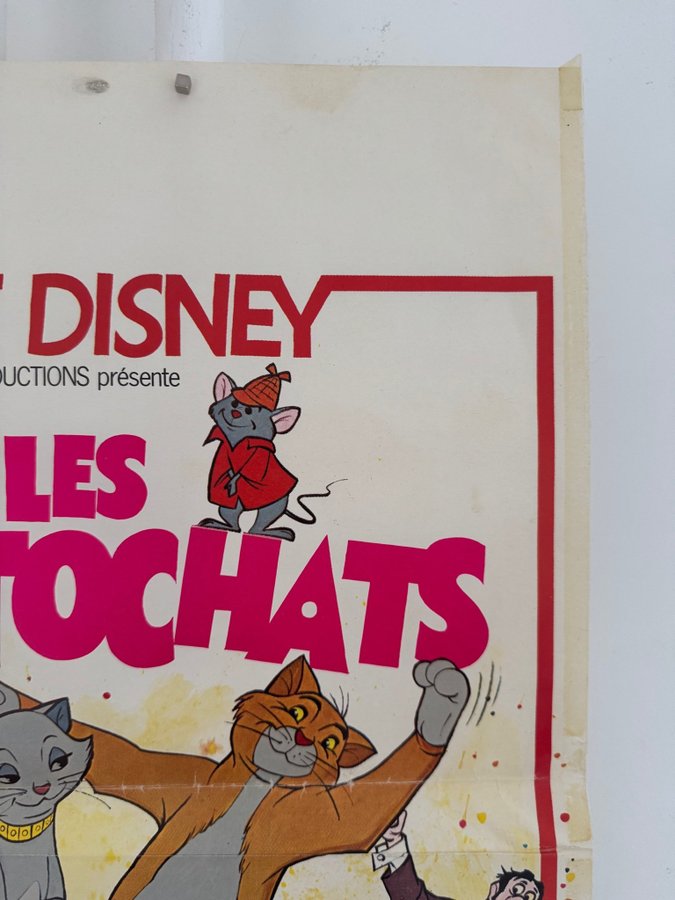 DISNEY
DUCTIONS présente
LES
TOCHATS